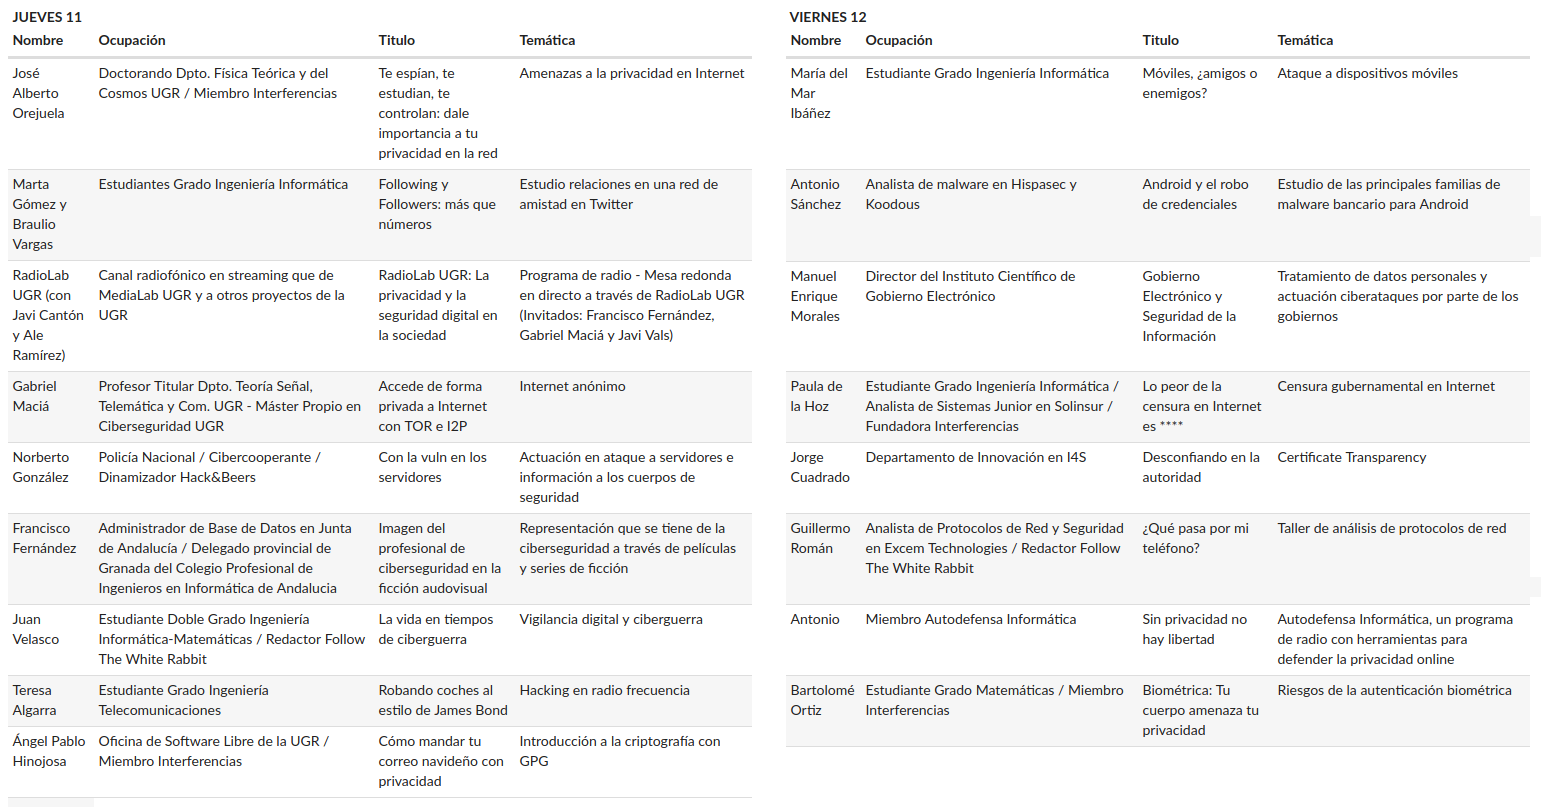 JUEVES 11
Nombre Ocupación Titulo Temática
José Doctorando Dpto. Física Teórica y del Te espían, te Amenazas a la privacidad en Internet
Alberto Cosmos UGR / Miembro Interferencias estudian, te
Orejuela controlan: dale
importancia a tu
privacidad en la red
Marta Estudiantes Grado Ingeniería Informática Following y Estudio relaciones en una red de
Gómez y Followers: más que amistad en Twitter
Braulio números
Vargas
RadioLab Canal radiofónico en streaming que de RadioLab UGR: La Programa de radio - Mesa redonda
UGR (con MediaLab UGR y a otros proyectos de la privacidad y la en directo a través de RadioLab UGR
Javi Cantón UGR seguridad digital en (Invitados: Francisco Fernández,
y Ale la sociedad Gabriel Maciá y Javi Vals)
Ramírez)
Gabriel Profesor Titular Dpto. Teoría Señal, Accede de forma Internet anónimo
Maciá Telemática y Com. UGR - Máster Propio en privada a Internet
Ciberseguridad UGR con TOR e I2P
Norberto Policía Nacional / Cibercooperante / Con la vuln en los Actuación en ataque a servidores e
González Dinamizador Hack&Beers servidores información a los cuerpos de
seguridad
Francisco Administrador de Base de Datos en Junta Imagen del Representación que se tiene de la
Fernández de Andalucía / Delegado provincial de profesional de ciberseguridad a través de películas
Granada del Colegio Profesional de ciberseguridad en la y series de ficción
Ingenieros en Informática de Andalucia ficción audiovisual
Juan Estudiante Doble Grado Ingeniería La vida en tiempos Vigilancia digital y ciberguerra
Velasco Informática-Matemáticas / Redactor Follow de ciberguerra
The White Rabbit
Teresa Estudiante Grado Ingeniería Robando coches al Hacking en radio frecuencia
Algarra Telecomunicaciones estilo de James Bond
Ángel Pablo Oficina de Software Libre de la UGR / Cómo mandar tu Introducción a la criptografía con
Hinojosa Miembro Interferencias correo navideño con GPG
privacidad
VIERNES 12
Nombre Ocupación Titulo Temática
María del Estudiante Grado Ingeniería Informática Móviles, ¿amigos o Ataque a dispositivos móviles
Mar enemigos?
Ibáñez
Antonio Analista de malware en Hispasec y Android y el robo Estudio de las principales familias de
Sánchez Koodous de credenciales malware bancario para Android
Manuel Director del Instituto Científico de Gobierno Tratamiento de datos personales y
Enrique Gobierno Electrónico Electrónico y actuación ciberataques por parte de los
Morales Seguridad de la gobiernos
Información
Paula de Estudiante Grado Ingeniería Informática / Lo peor de la Censura gubernamental en Internet
la Hoz Analista de Sistemas Junior en Solinsur / censura en Internet
Fundadora Interferencias es ****
Jorge Departamento de Innovación en I4S Desconfiando en la Certificate Transparency
Cuadrado autoridad
Guillermo Analista de Protocolos de Red y Seguridad ¿Qué pasa por mi Taller de análisis de protocolos de red
Román en Excem Technologies / Redactor Follow teléfono?
The White Rabbit
Antonio Miembro Autodefensa Informática Sin privacidad no Autodefensa Informática, un programa
hay libertad de radio con herramientas para
defender la privacidad online
Bartolomé Estudiante Grado Matemáticas / Miembro Biométrica: Tu Riesgos de la autenticación biométrica
Ortiz Interferencias cuerpo amenaza tu
privacidad